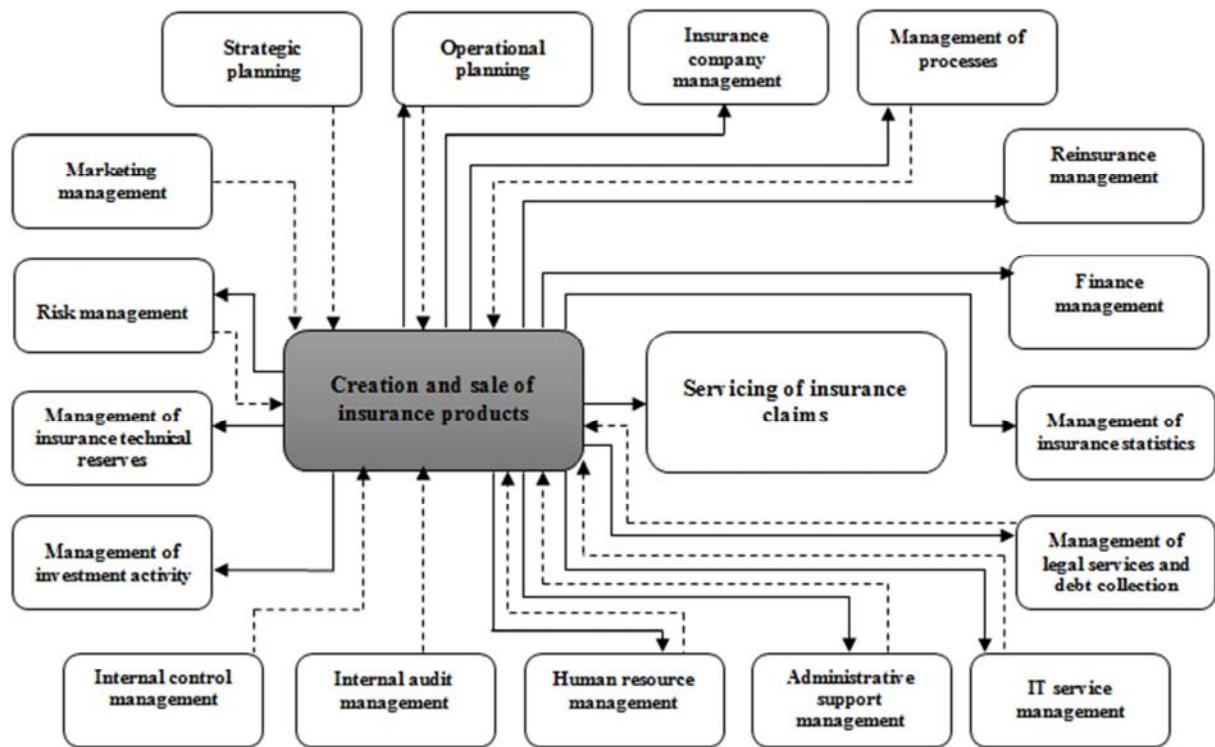 Strategic
planning
Operational
planning
Insurance
company
management
Management of
processes
Marketing
management
Reinsurance
management
Risk management
Finance
management
Creation and sale of
insurance products
Servicing of insurance
claims
Management of
insurance technical
reserves
Management of
insurance statistics
Management of
investment activity
Management of
legal services and
debt collection
Internal control
management
Internal audit
management
Human resource
management
Administrative
support
management
IT service
management